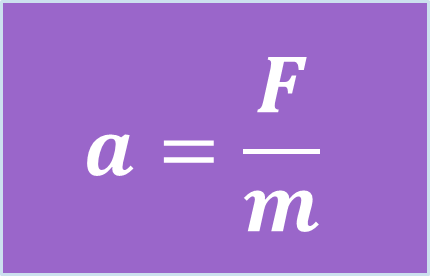 a = F/m